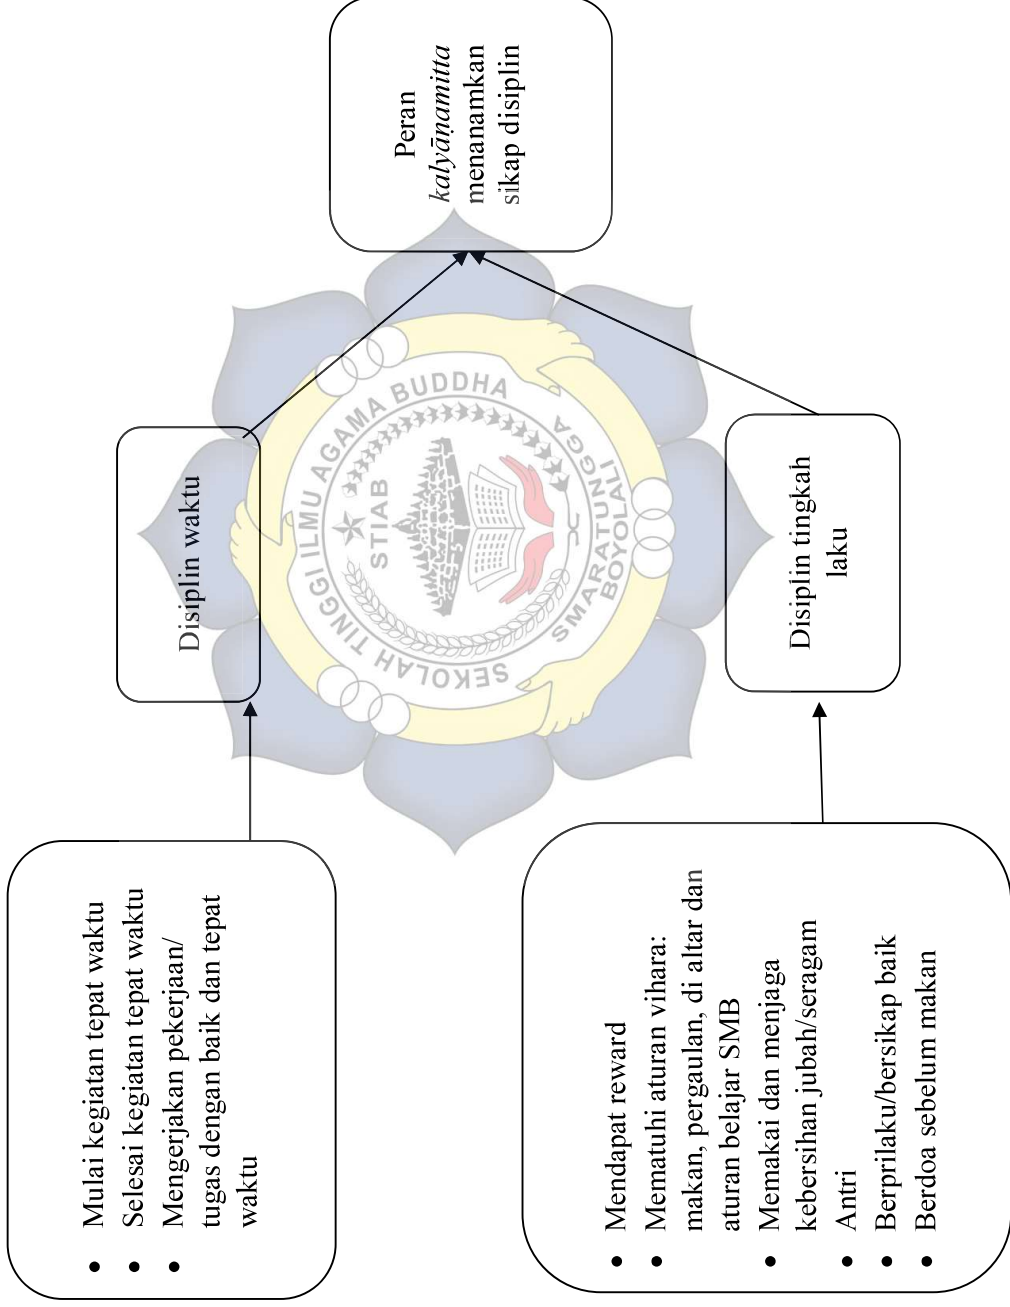 • Mulai kegiatan tepat waktu
• Selesai kegiatan tepat waktu
• Mengerjakan pekerjaan/
tugas dengan baik dan tepat
waktu
Disiplin waktu
• Mendapat reward
• Mematuhi aturan vihara:
makan, pergaulan, di altar dan
aturan belajar SMB
• Memakai dan menjaga
kebersihan jubah/seragam
• Antri
• Berprilaku/bersikap baik
• Berdoa sebelum makan
Disiplin tingkah
laku
Peran
kalyāṇamitta
menanamkan
sikap disiplin
SEKOLAH TINGGI ILMU AGAMA BUDDHA
STIAB
SMARATUNGGA
BOYOLALI